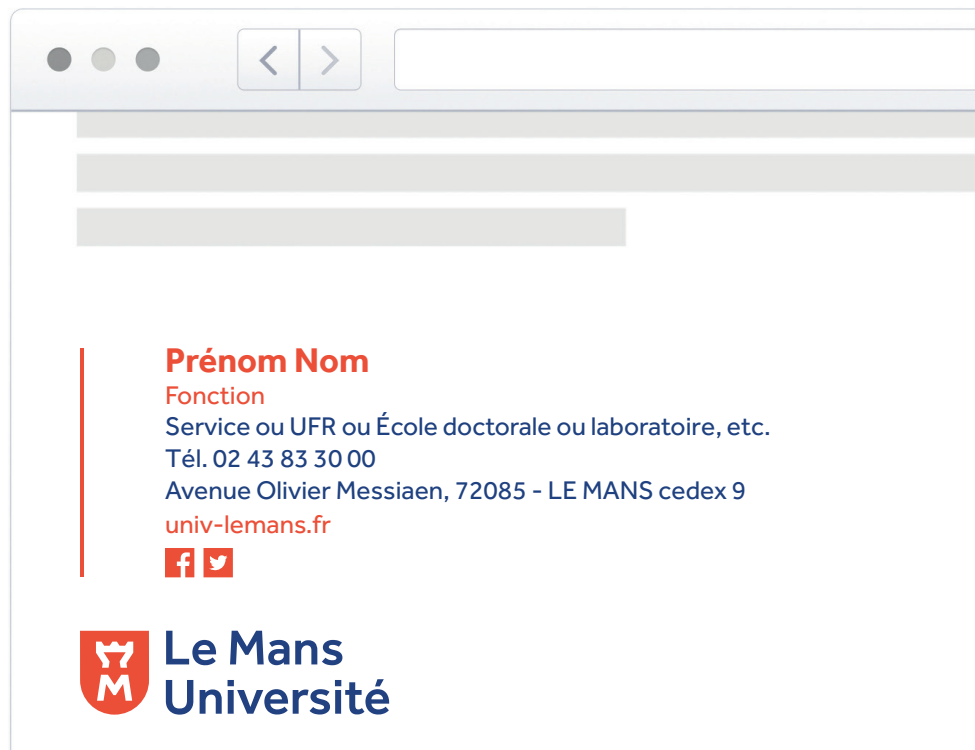 Prénom Nom
Fonction
Service ou UFR ou École doctorale ou laboratoire, etc.
Tél. 02 43 83 30 00
Avenue Olivier Messiaen, 72085 - LE MANS cedex 9
univ-lemans.fr
Le Mans
Université